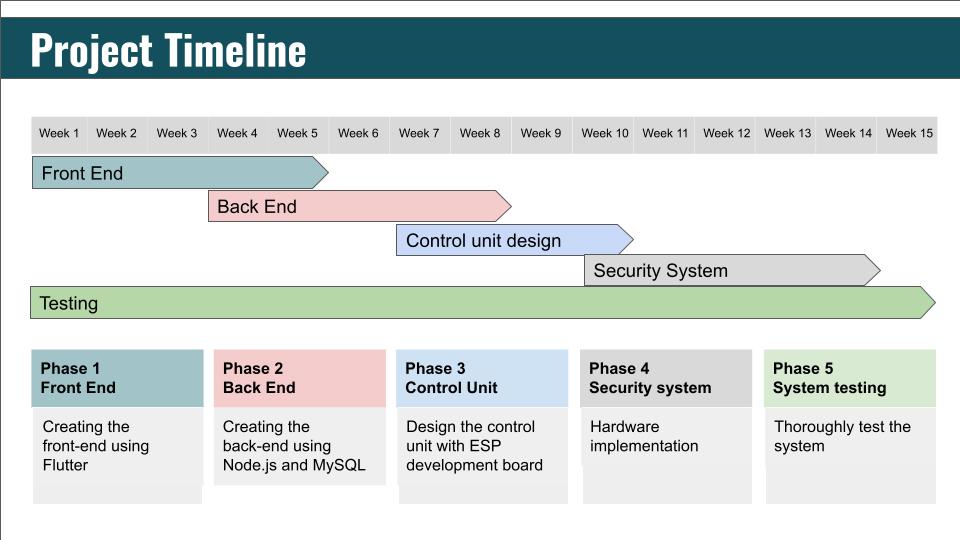 Project Timeline
Week 1 Week 2 Week 3 Week 4 Week 5 Week 6 Week 7 Week 8 Week 9 Week 10 Week 11 Week 12 Week 13 Week 14 Week 15
Front End
Back End
Control unit design
Security System
Testing
Phase 1
Front End
Creating the
front-end using
Flutter
Phase 2
Back End
Creating the
back-end using
Node.js and MySQL
Phase 3
Control Unit
Design the control
unit with ESP
development board
Phase 4
Security system
Hardware
implementation
Phase 5
System testing
Thoroughly test the
system